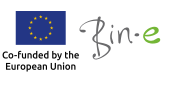 Bin-e
Co-funded by the
European Union